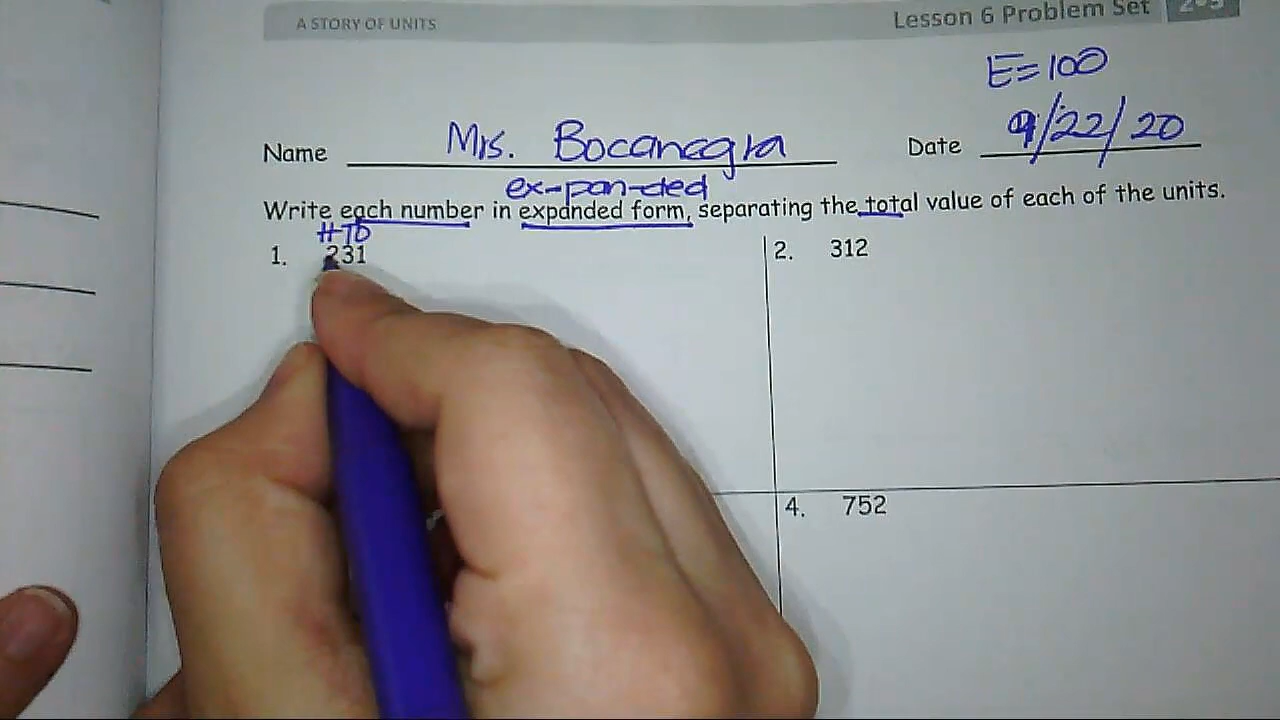 A STORY OF UNITS
Lesson 6 Problem Set
E=100
Name Mrs. Bocanegra
Date 9/22/20
ex-pan-ded
Write each number in expanded form, separating the total value of each of the units.
HTO
1. 231
2. 312
4. 752